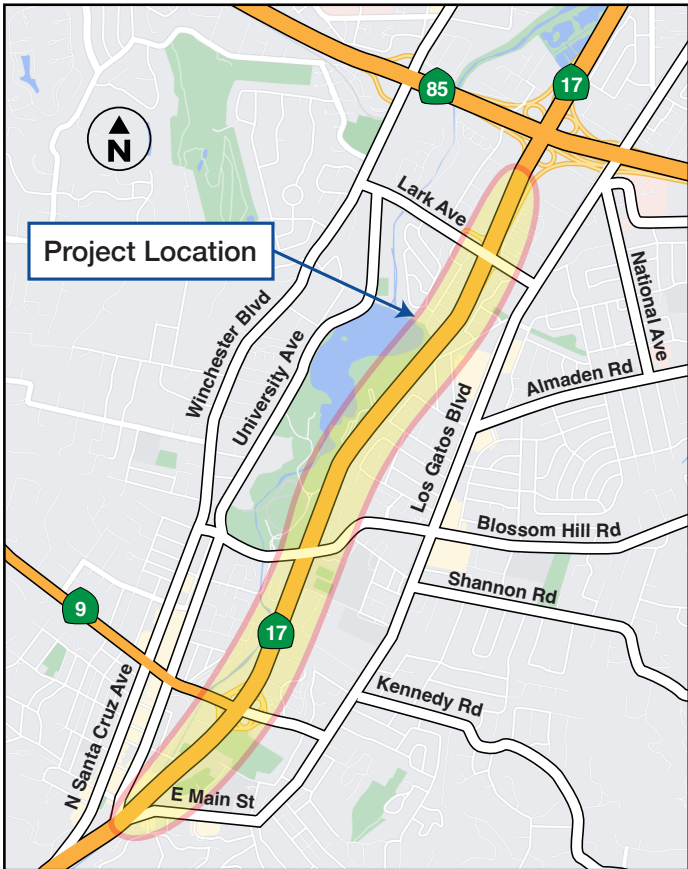 85
17
N
Lark Ave
Project Location
National Ave
Winchester Blvd
University Ave
Almaden Rd
Los Gatos Blvd
Blossom Hill Rd
Shannon Rd
9
17
N Santa Cruz Ave
Kennedy Rd
E Main St